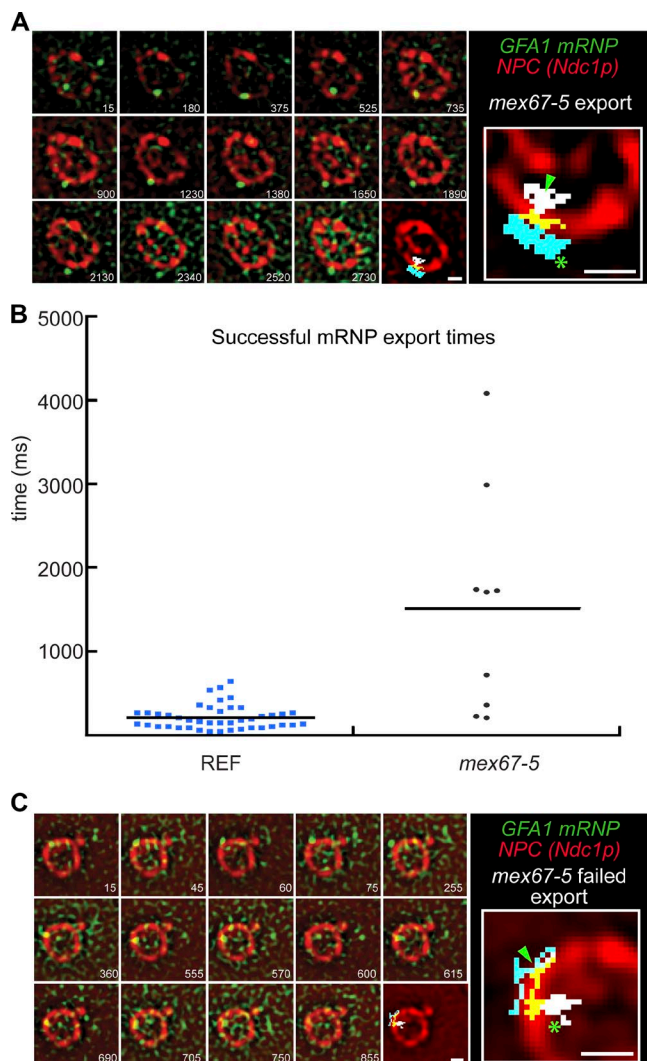 A
15
180
375
525
735
900
1230
1380
1650
1890
2130
2340
2520
2730
GFA1 mRNP
NPC (Ndc1p)
mex67-5 export
*
B
Successful mRNP export times
time (ms)
5000
4000
3000
2000
1000
REF
mex67-5
C
15
45
60
75
255
360
555
570
600
615
690
705
750
855
GFA1 mRNP
NPC (Ndc1p)
mex67-5 failed
export
*